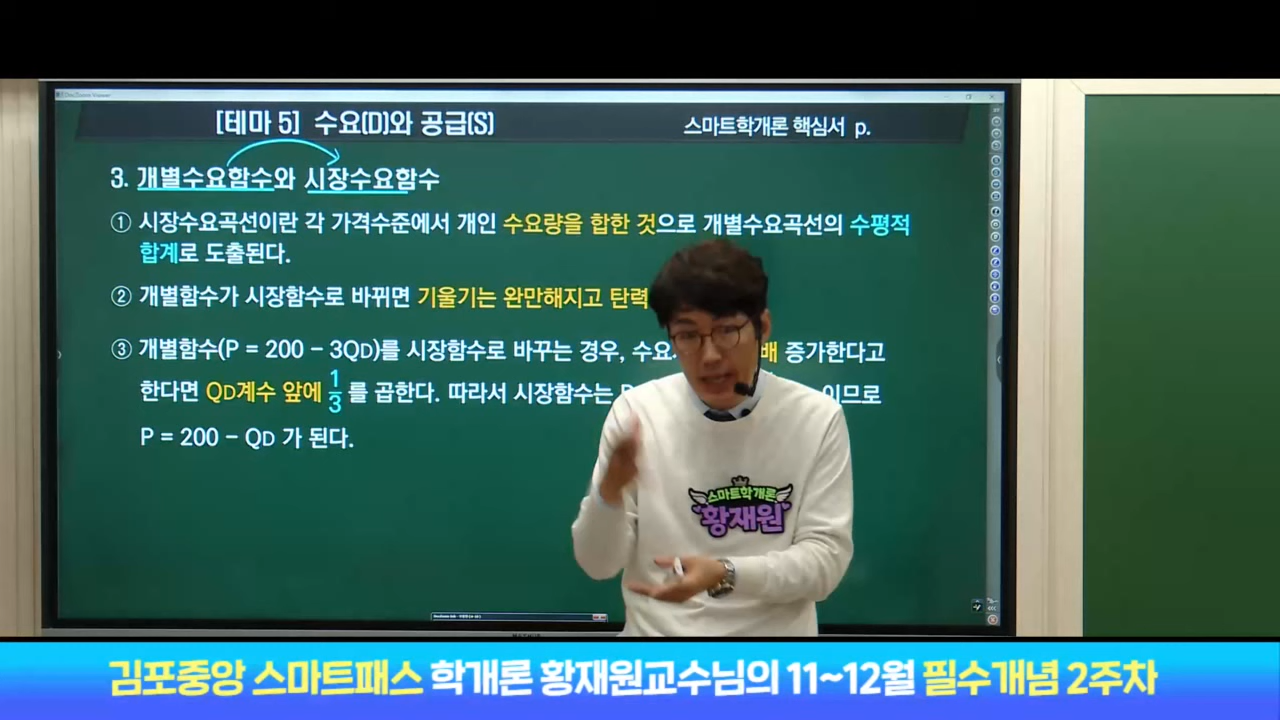 [테마 5] 수요(D)와 공급(S)
스마트학개론 핵심서 p.
3. 개별수요함수와 시장수요함수
① 시장수요곡선이란 각 가격수준에서 개인 수요량을 합한 것으로 개별수요곡선의 수평적
합계로 도출된다.
② 개별함수가 시장함수로 바뀌면 기울기는 완만해지고 탄력
③ 개별함수(P = 200 - 3QD)를 시장함수로 바꾸는 경우, 수요 배 증가한다고
한다면 QD계수 앞에 1/3 를 곱한다. 따라서 시장함수는 이므로
P = 200 - QD 가 된다.
스마트학개론
황재원
김포중앙 스마트패스 학개론 황재원교수님의 11~12월 필수개념 2주차